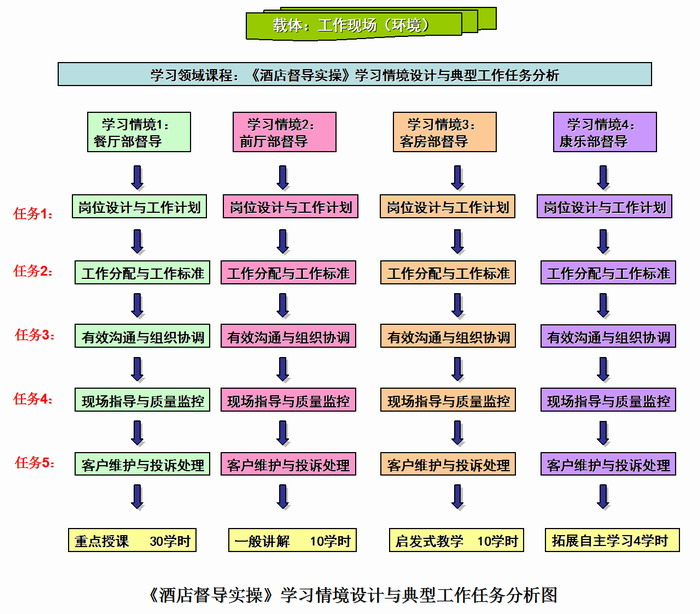 载体：工作现场（环境）
学习领域课程：《酒店督导实操》学习情境设计与典型工作任务分析
学习情境1：
餐厅部督导
学习情境2：
前厅部督导
学习情境3：
客房部督导
学习情境4：
康乐部督导
任务1：
岗位设计与工作计划
岗位设计与工作计划
岗位设计与工作计划
岗位设计与工作计划
任务2：
工作分配与工作标准
工作分配与工作标准
工作分配与工作标准
工作分配与工作标准
任务3：
有效沟通与组织协调
有效沟通与组织协调
有效沟通与组织协调
有效沟通与组织协调
任务4：
现场指导与质量监控
现场指导与质量监控
现场指导与质量监控
现场指导与质量监控
任务5：
客户维护与投诉处理
客户维护与投诉处理
客户维护与投诉处理
客户维护与投诉处理
重点授课 30学时
一般讲解 10学时
启发式教学 10学时
拓展自主学习4学时
《酒店督导实操》学习情境设计与典型工作任务分析图